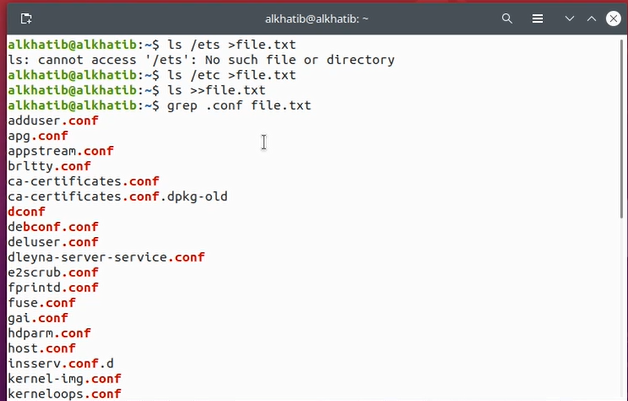 alkhatib@alkhatib: ~
alkhatib@alkhatib:~$ ls /ets >file.txt
ls: cannot access '/ets': No such file or directory
alkhatib@alkhatib:~$ ls /etc >file.txt
alkhatib@alkhatib:~$ ls >>file.txt
alkhatib@alkhatib:~$ grep .conf file.txt
adduser.conf
apg.conf
appstream.conf
brltty.conf
ca-certificates.conf
ca-certificates.conf.dpkg-old
dconf
debconf.conf
deluser.conf
dleyna-server-service.conf
e2scrub.conf
fprintd.conf
fuse.conf
gai.conf
hdparm.conf
host.conf
insserv.conf.d
kernel-img.conf
kerneloops.conf